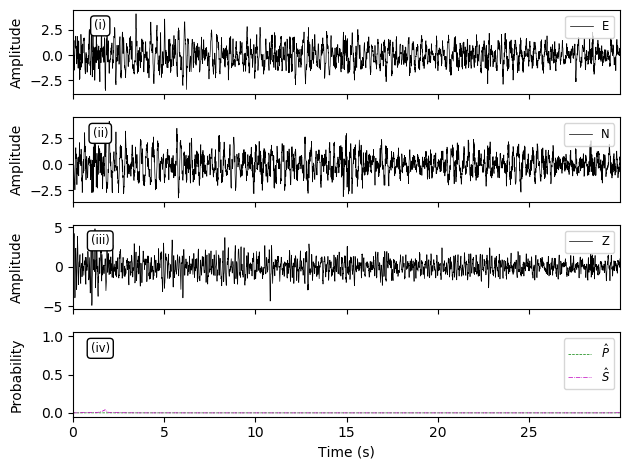 Amplitude
2.5
0.0
−2.5
(i)
E
Amplitude
2.5
0.0
−2.5
(ii)
N
Amplitude
5
0
−5
(iii)
Z
Probability
1.0
0.5
0.0
(iv)
P̂
Ŝ
0 5 10 15 20 25
Time (s)